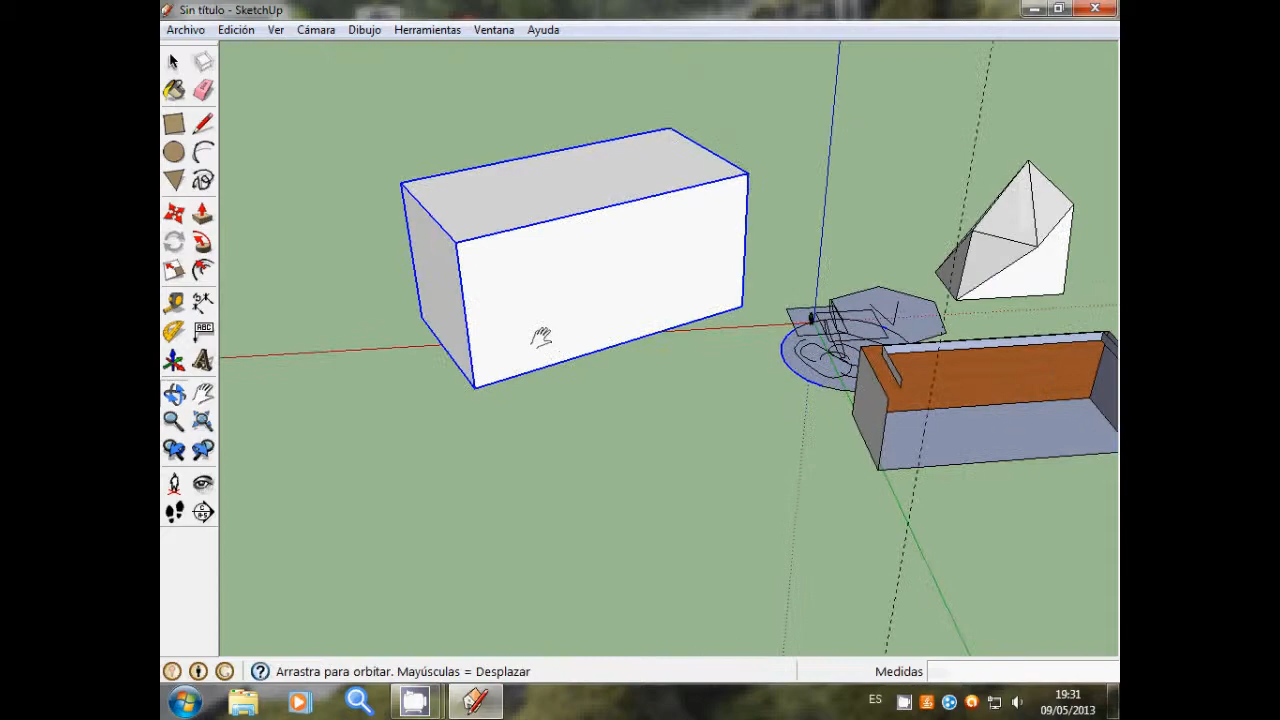 Sin título - SketchUp
Archivo Edición Ver Cámara Dibujo Herramientas Ventana Ayuda
ABC
Arrastra para orbitar. Mayúsculas = Desplazar
Medidas
ES
19:31
09/05/2013